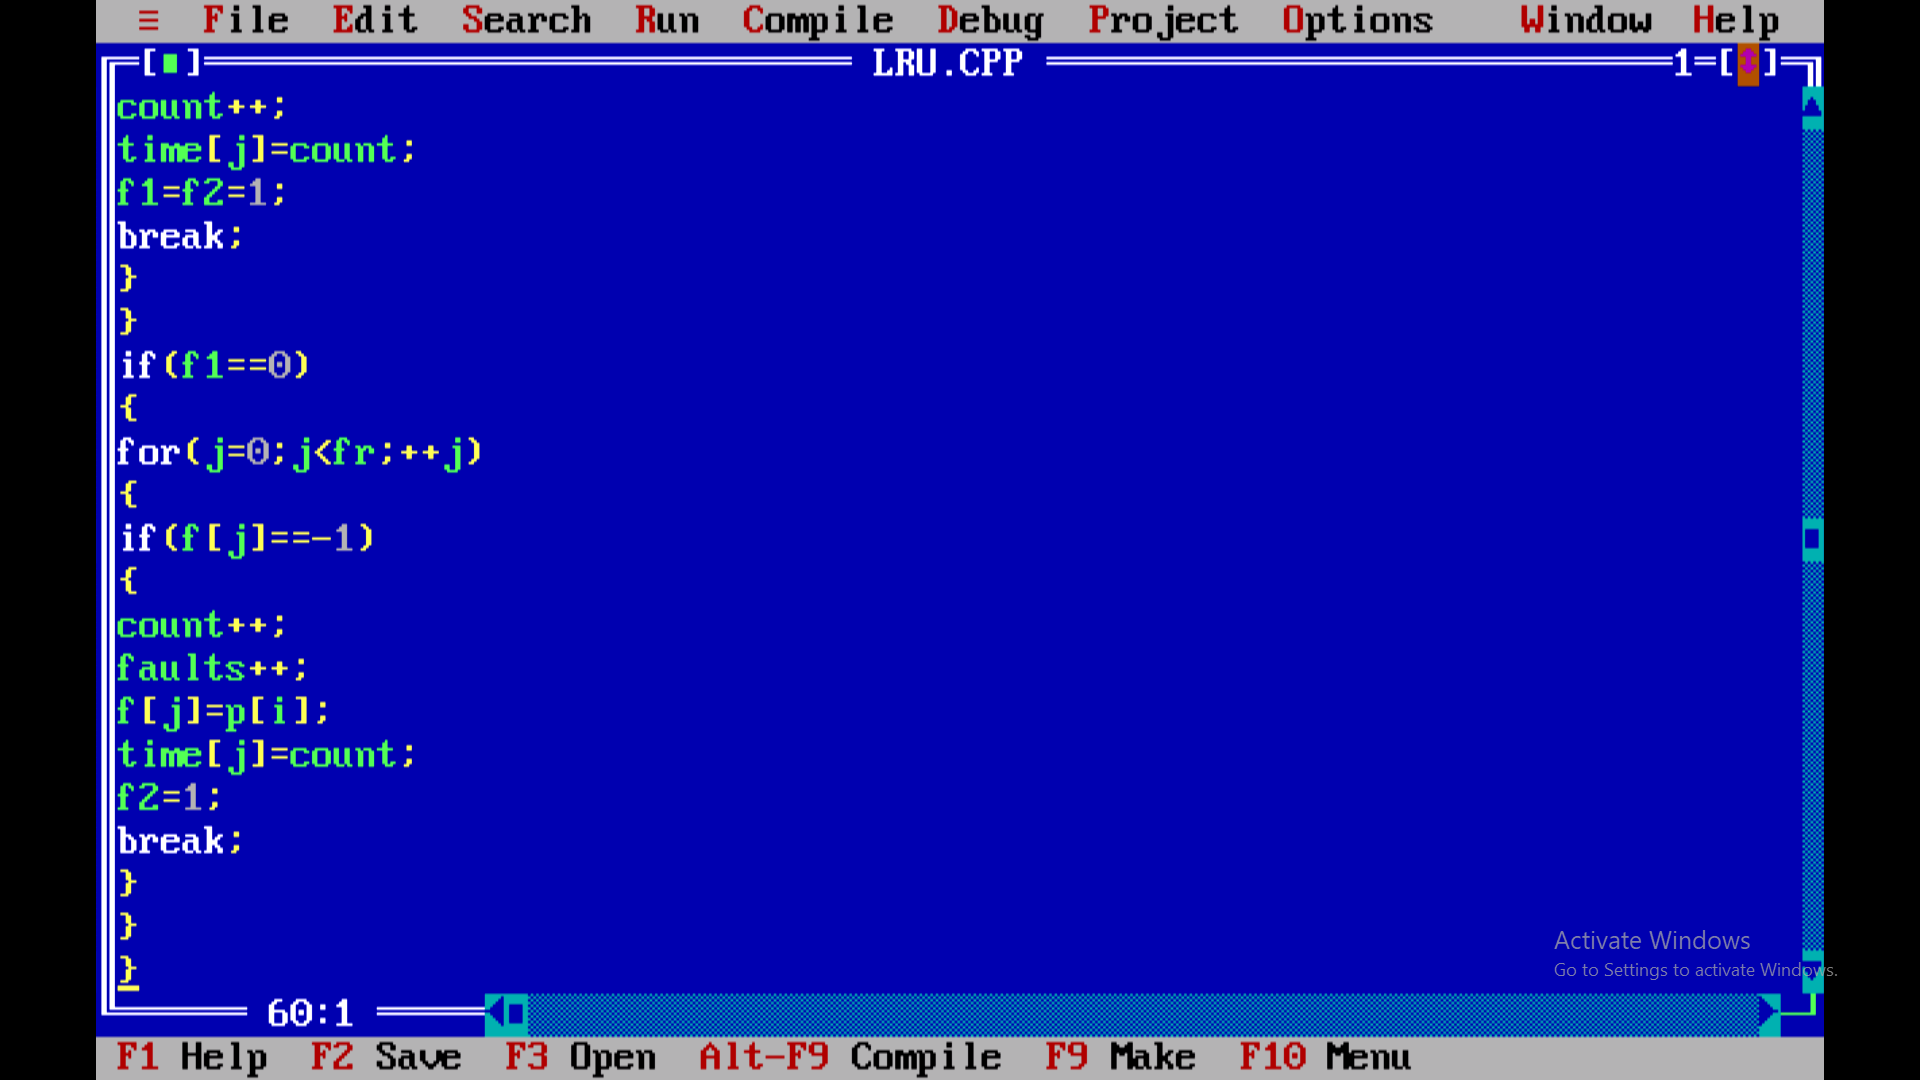 ≡ File Edit Search Run Compile Debug Project Options Window Help
[■] LRU.CPP 1=[↕]
count++;
time[j]=count;
f1=f2=1;
break;
}
}
if(f1==0)
{
for(j=0;j<fr;++j)
{
if(f[j]==-1)
{
count++;
faults++;
f[j]=p[i];
time[j]=count;
f2=1;
break;
}
}
}
Activate Windows
Go to Settings to activate Windows.
60:1
F1 Help F2 Save F3 Open Alt-F9 Compile F9 Make F10 Menu